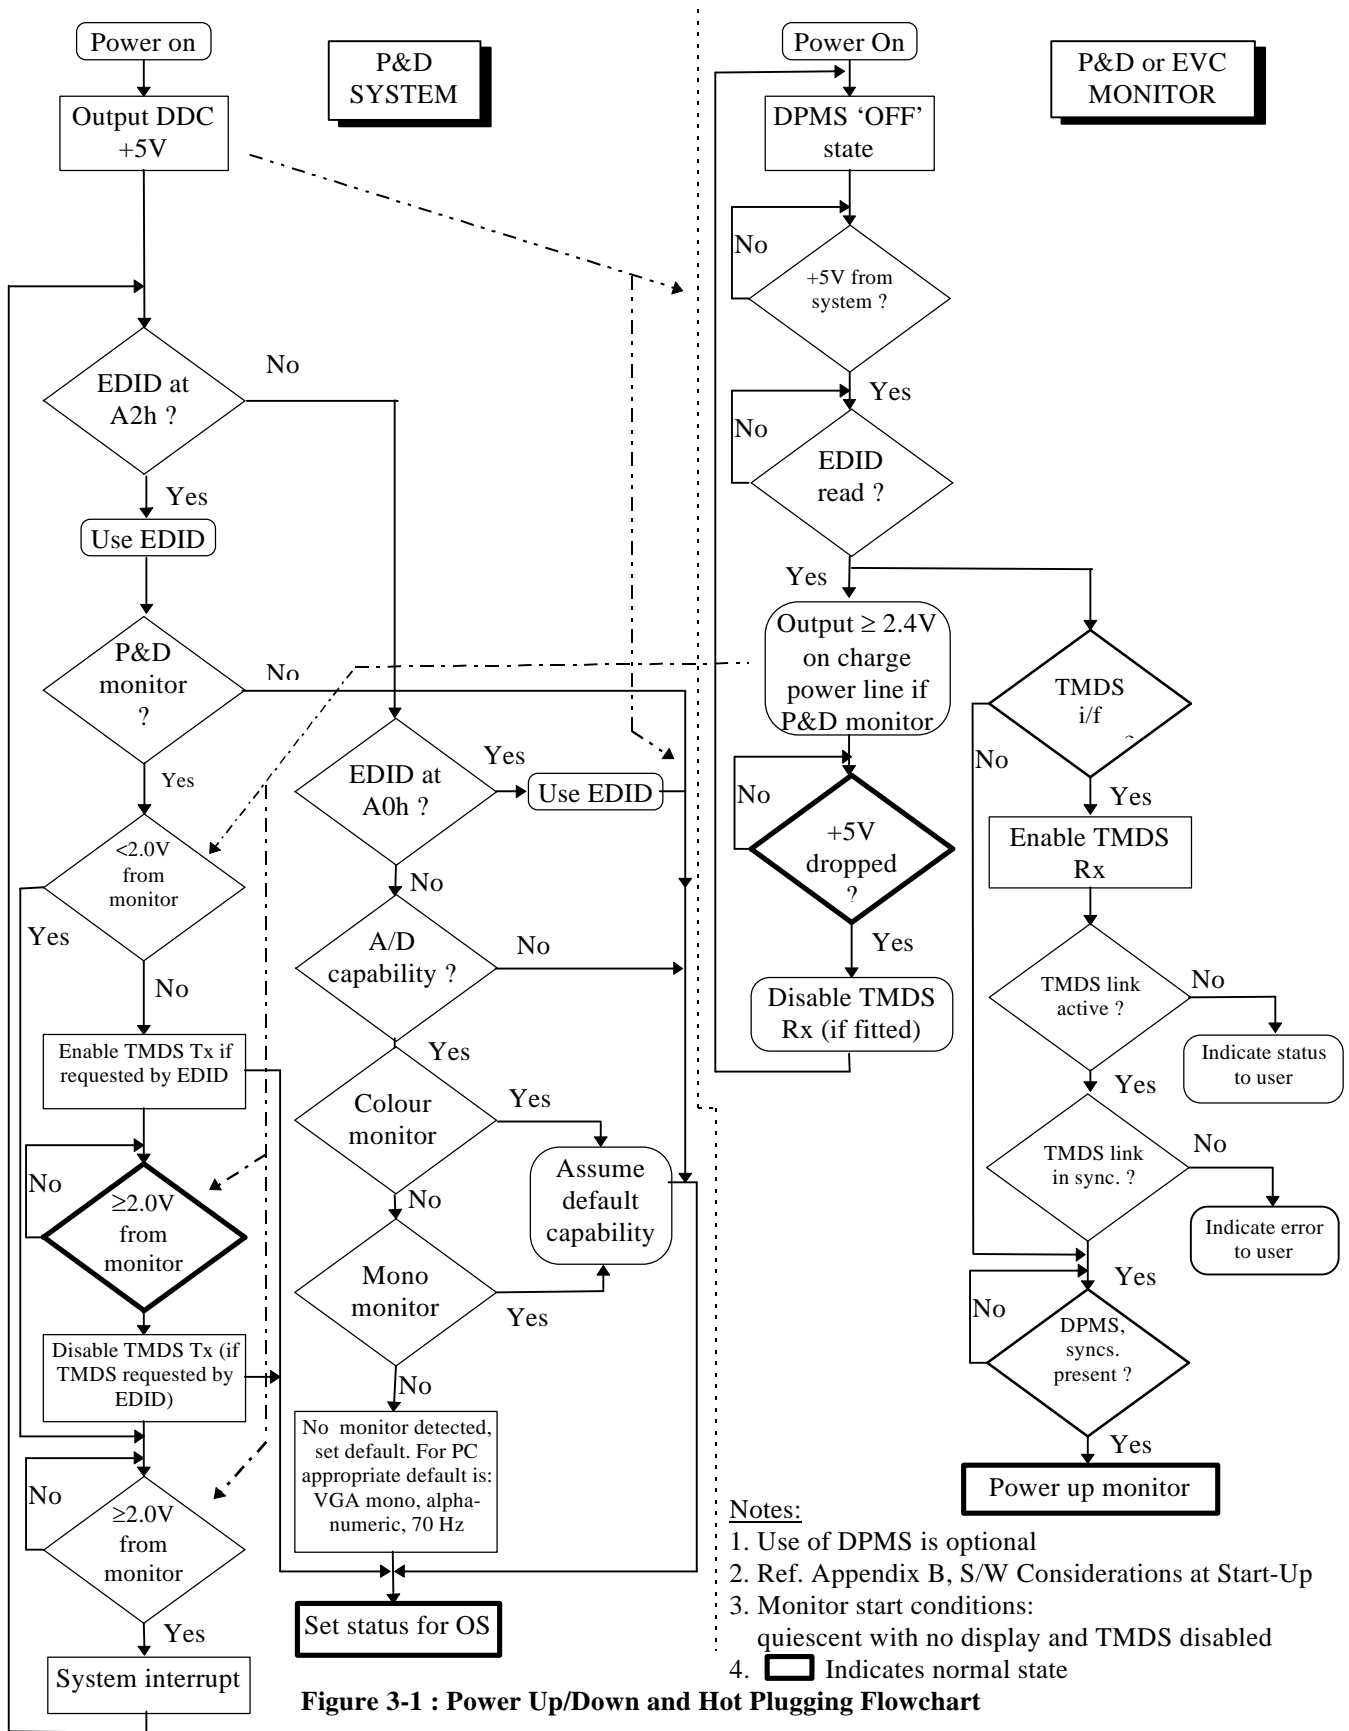 Power on
P&D
SYSTEM
Output DDC
+5V
EDID at
A2h ?
No
Yes
Use EDID
P&D
monitor
?
No
Yes
<2.0V
from
monitor
Yes
No
Enable TMDS Tx if
requested by EDID
No
≥2.0V
from
monitor
Disable TMDS Tx (if
TMDS requested by
EDID)
No
≥2.0V
from
monitor
Yes
System interrupt
EDID at
A0h ?
Yes
Use EDID
No
A/D
capability ?
No
Yes
Colour
monitor
Yes
Assume
default
capability
No
Mono
monitor
Yes
No
No monitor detected,
set default. For PC
appropriate default is:
VGA mono, alpha-
numeric, 70 Hz
Set status for OS
Power On
P&D or EVC
MONITOR
DPMS ‘OFF’
state
No
+5V from
system ?
Yes
No
EDID
read ?
Yes
Output ≥ 2.4V
on charge
power line if
P&D monitor
No
+5V
dropped
?
Yes
Disable TMDS
Rx (if fitted)
TMDS
i/f
?
No
Yes
Enable TMDS
Rx
TMDS link
active ?
No
Indicate status
to user
Yes
TMDS link
in sync. ?
No
Indicate error
to user
Yes
No
DPMS,
syncs.
present ?
Yes
Power up monitor
Notes:
1. Use of DPMS is optional
2. Ref. Appendix B, S/W Considerations at Start-Up
3. Monitor start conditions:
quiescent with no display and TMDS disabled
4. Indicates normal state
Figure 3-1 : Power Up/Down and Hot Plugging Flowchart